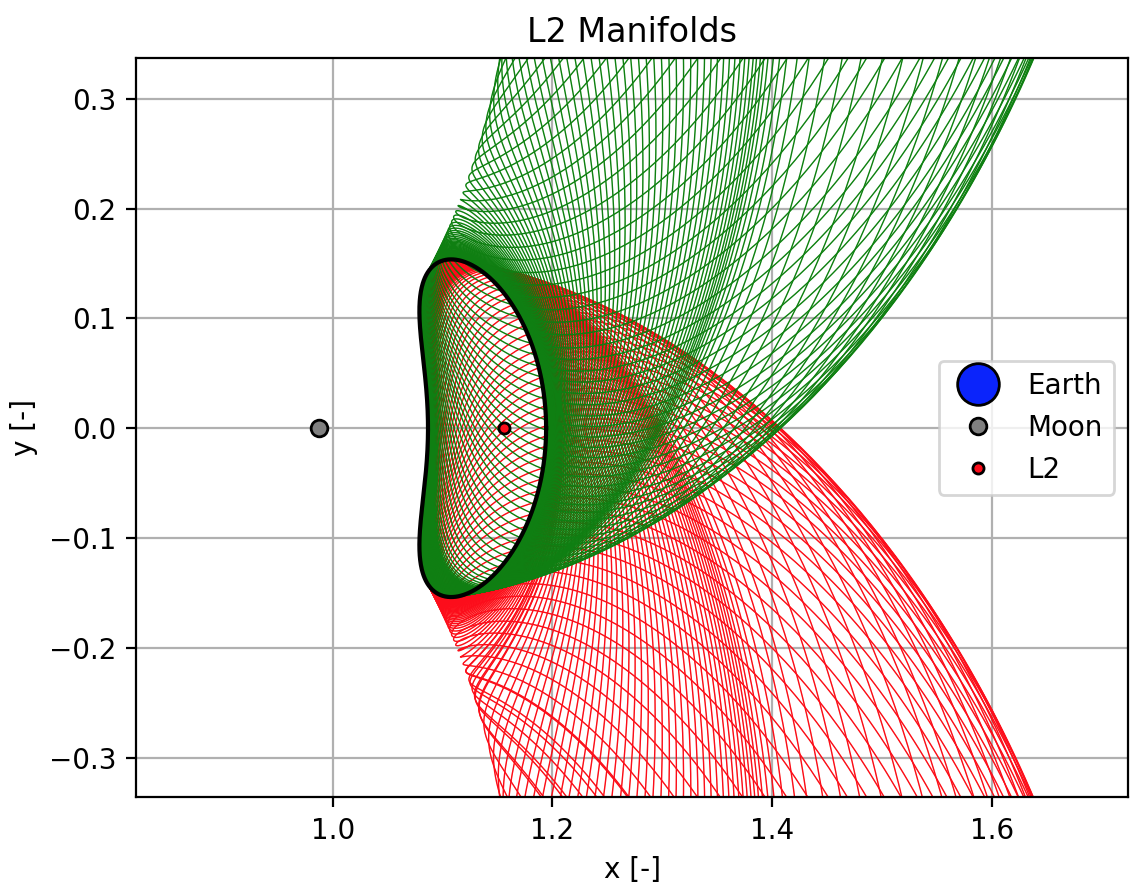 L2 Manifolds
0.3
0.2
0.1
0.0
−0.1
−0.2
−0.3
y [-]
1.0 1.2 1.4 1.6
x [-]
Earth
Moon
L2